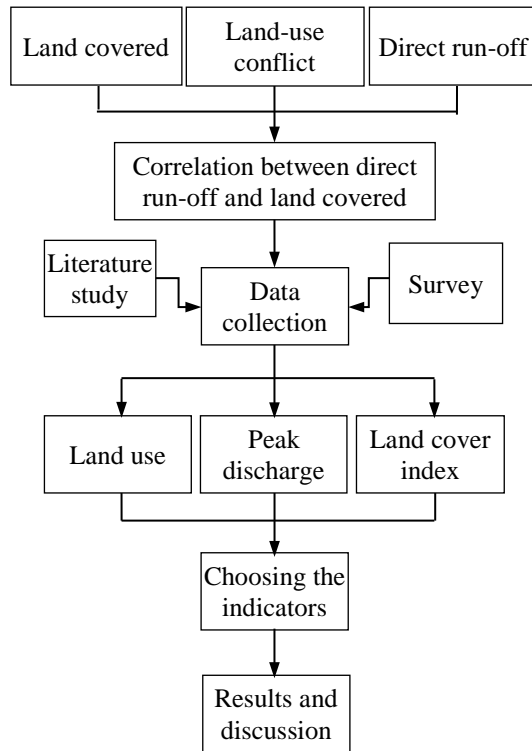 Land covered
Land-use
conflict
Direct run-off
Correlation between direct
run-off and land covered
Literature
study
Data
collection
Survey
Land use
Peak
discharge
Land cover
index
Choosing the
indicators
Results and
discussion